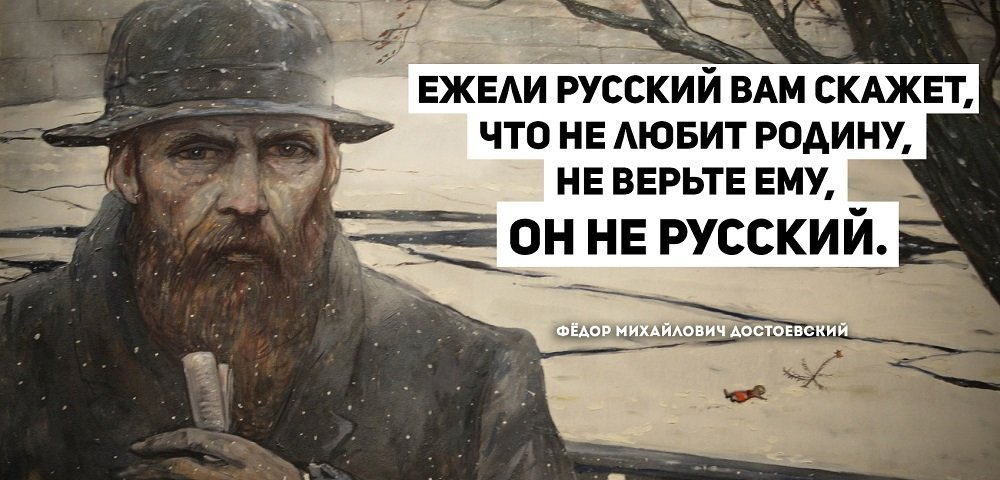 ЕЖЕЛИ РУССКИЙ ВАМ СКАЖЕТ,
ЧТО НЕ ЛЮБИТ РОДИНУ,
НЕ ВЕРЬТЕ ЕМУ,
ОН НЕ РУССКИЙ.
ФЁДОР МИХАЙЛОВИЧ ДОСТОЕВСКИЙ